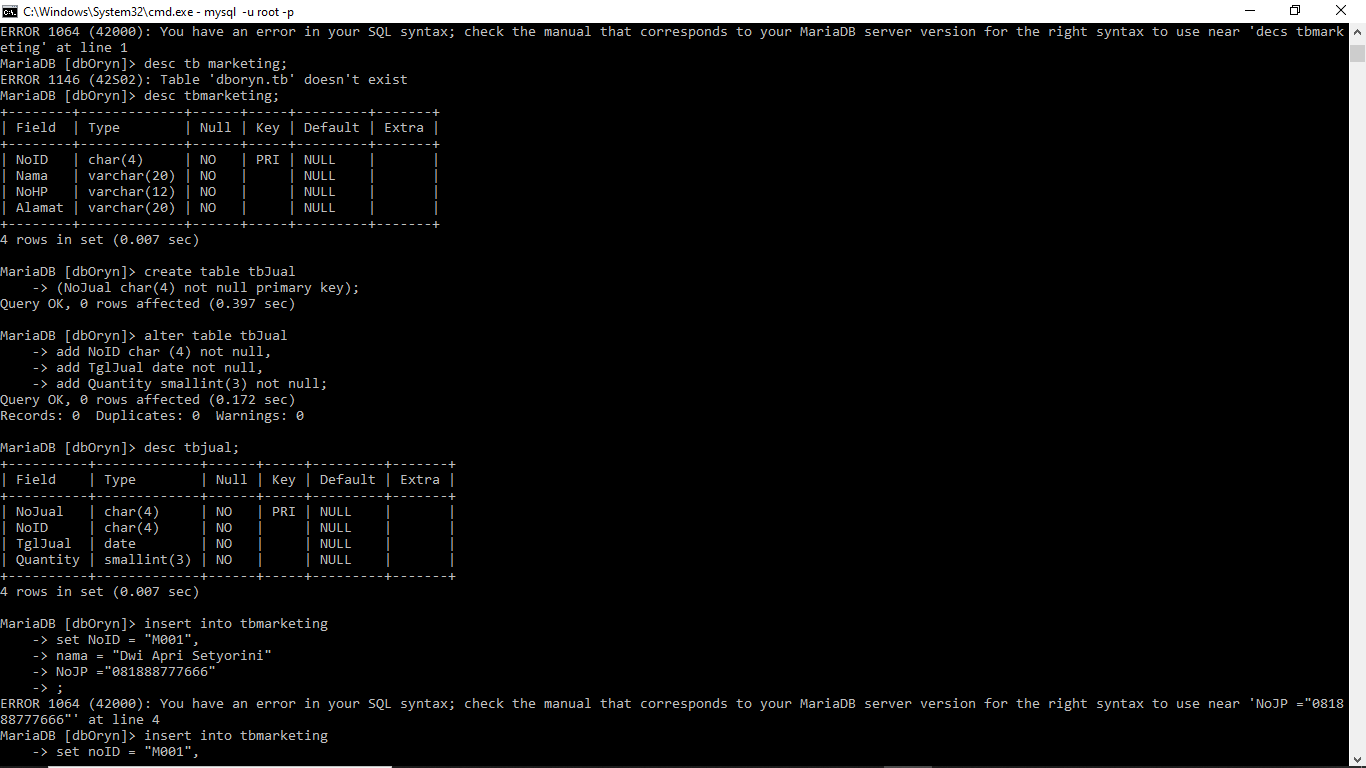 C:\Windows\System32\cmd.exe - mysql  -u root -p
ERROR 1064 (42000): You have an error in your SQL syntax; check the manual that corresponds to your MariaDB server version for the right syntax to use near 'decs tbmark
eting' at line 1
MariaDB [dbOryn]> desc tb marketing;
ERROR 1146 (42S02): Table 'dboryn.tb' doesn't exist
MariaDB [dbOryn]> desc tbmarketing;
+--------+-------------+------+-----+---------+-------+
| Field  | Type        | Null | Key | Default | Extra |
+--------+-------------+------+-----+---------+-------+
| NoID   | char(4)     | NO   | PRI | NULL    |       |
| Nama   | varchar(20) | NO   |     | NULL    |       |
| NoHP   | varchar(12) | NO   |     | NULL    |       |
| Alamat | varchar(20) | NO   |     | NULL    |       |
+--------+-------------+------+-----+---------+-------+
4 rows in set (0.007 sec)

MariaDB [dbOryn]> create table tbJual
    -> (NoJual char(4) not null primary key);
Query OK, 0 rows affected (0.397 sec)

MariaDB [dbOryn]> alter table tbJual
    -> add NoID char (4) not null,
    -> add TglJual date not null,
    -> add Quantity smallint(3) not null;
Query OK, 0 rows affected (0.172 sec)
Records: 0  Duplicates: 0  Warnings: 0

MariaDB [dbOryn]> desc tbjual;
+----------+-------------+------+-----+---------+-------+
| Field    | Type        | Null | Key | Default | Extra |
+----------+-------------+------+-----+---------+-------+
| NoJual   | char(4)     | NO   | PRI | NULL    |       |
| NoID     | char(4)     | NO   |     | NULL    |       |
| TglJual  | date        | NO   |     | NULL    |       |
| Quantity | smallint(3) | NO   |     | NULL    |       |
+----------+-------------+------+-----+---------+-------+
4 rows in set (0.007 sec)

MariaDB [dbOryn]> insert into tbmarketing
    -> set NoID = "M001",
    -> nama = "Dwi Apri Setyorini"
    -> NoJP ="081888777666"
    -> ;
ERROR 1064 (42000): You have an error in your SQL syntax; check the manual that corresponds to your MariaDB server version for the right syntax to use near 'NoJP ="0818
88777666"' at line 4
MariaDB [dbOryn]> insert into tbmarketing
    -> set noID = "M001",